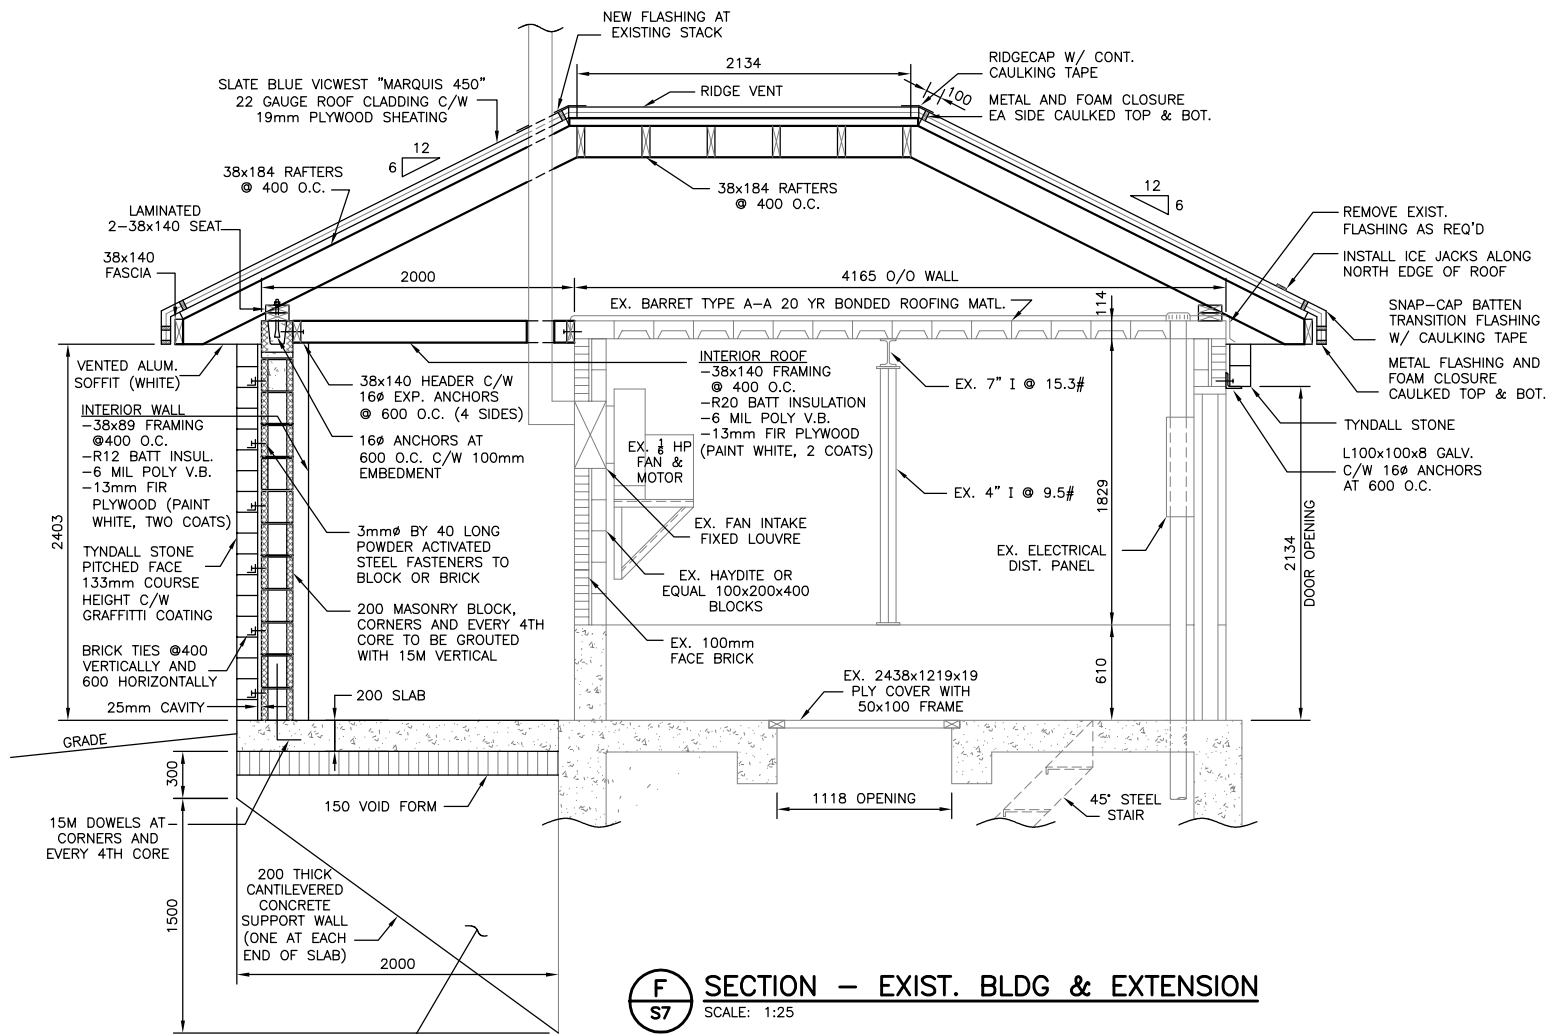 NEW FLASHING AT
EXISTING STACK
2134
RIDGECAP W/ CONT.
CAULKING TAPE
100
SLATE BLUE VICWEST "MARQUIS 450"
22 GAUGE ROOF CLADDING C/W
19mm PLYWOOD SHEATING
RIDGE VENT
METAL AND FOAM CLOSURE
EA SIDE CAULKED TOP & BOT.
12
6
38x184 RAFTERS
@ 400 O.C.
38x184 RAFTERS
@ 400 O.C.
12
6
LAMINATED
2-38x140 SEAT
REMOVE EXIST.
FLASHING AS REQ'D
38x140
FASCIA
INSTALL ICE JACKS ALONG
NORTH EDGE OF ROOF
2000
4165 O/O WALL
EX. BARRET TYPE A-A 20 YR BONDED ROOFING MATL.
114
SNAP-CAP BATTEN
TRANSITION FLASHING
W/ CAULKING TAPE
VENTED ALUM.
SOFFIT (WHITE)
METAL FLASHING AND
FOAM CLOSURE
CAULKED TOP & BOT.
INTERIOR WALL
-38x89 FRAMING
@400 O.C.
-R12 BATT INSUL.
-6 MIL POLY V.B.
-13mm FIR
PLYWOOD (PAINT
WHITE, TWO COATS)
38x140 HEADER C/W
16ø EXP. ANCHORS
@ 600 O.C. (4 SIDES)
16ø ANCHORS AT
600 O.C. C/W 100mm
EMBEDMENT
INTERIOR ROOF
-38x140 FRAMING
@ 400 O.C.
-R20 BATT INSULATION
-6 MIL POLY V.B.
-13mm FIR PLYWOOD
(PAINT WHITE, 2 COATS)
EX. 7" I @ 15.3#
TYNDALL STONE
L100x100x8 GALV.
C/W 16ø ANCHORS
AT 600 O.C.
EX. HP
FAN &
MOTOR
EX. 4" I @ 9.5#
1829
2403
2134
DOOR OPENING
3mmø BY 40 LONG
POWDER ACTIVATED
STEEL FASTENERS TO
BLOCK OR BRICK
EX. FAN INTAKE
FIXED LOUVRE
EX. ELECTRICAL
DIST. PANEL
TYNDALL STONE
PITCHED FACE
133mm COURSE
HEIGHT C/W
GRAFFITTI COATING
EX. HAYDITE OR
EQUAL 100x200x400
BLOCKS
200 MASONRY BLOCK,
CORNERS AND EVERY 4TH
CORE TO BE GROUTED
WITH 15M VERTICAL
EX. 100mm
FACE BRICK
BRICK TIES @400
VERTICALLY AND
600 HORIZONTALLY
25mm CAVITY
200 SLAB
EX. 2438x1219x19
PLY COVER WITH
50x100 FRAME
610
GRADE
300
150 VOID FORM
1118 OPENING
45° STEEL
STAIR
15M DOWELS AT
CORNERS AND
EVERY 4TH CORE
200 THICK
CANTILEVERED
CONCRETE
SUPPORT WALL
(ONE AT EACH
END OF SLAB)
1500
2000
F
S7
SECTION - EXIST. BLDG & EXTENSION
SCALE: 1:25